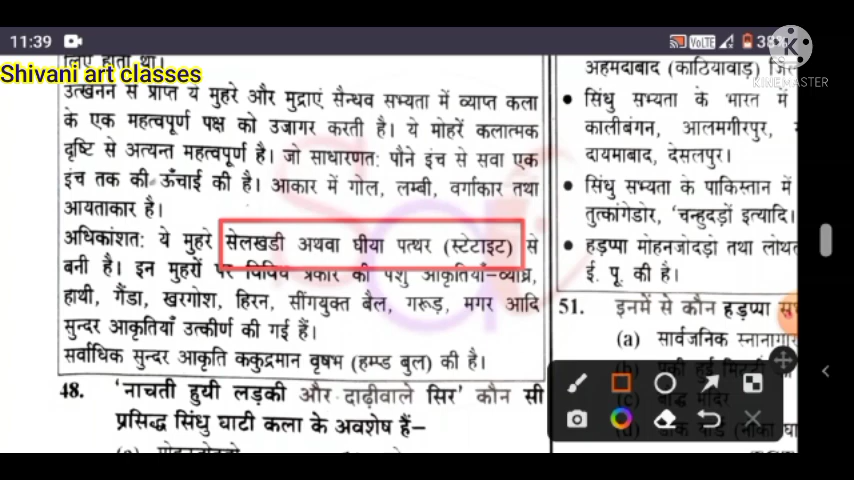 11:39
VoLTE
38%
K
KINEMASTER
Shivani art classes
लिए होता था।
उत्खनन से प्राप्त ये मुहरे और मुद्राएं सैन्धव सभ्यता में व्याप्त कला
के एक महत्वपूर्ण पक्ष को उजागर करती है। ये मोहरें कलात्मक
दृष्टि से अत्यन्त महत्वपूर्ण है। जो साधारणत: पौने इंच से सवा एक
इंच तक की ऊँचाई की है। आकार में गोल, लम्बी, वर्गाकार तथा
आयताकार है।
अधिकांशत: ये मुहरे सेलखडी अथवा घीया पत्थर (स्टेटाइट) से
बनी है। इन मुहरों पर विविध प्रकार की पशु आकृतियाँ–व्याघ्र,
हाथी, गैंडा, खरगोश, हिरन, सींगयुक्त बैल, गरूड़, मगर आदि
सुन्दर आकृतियाँ उत्कीर्ण की गई हैं।
सर्वाधिक सुन्दर आकृति ककुद्रमान वृषभ (हम्प्ड बुल) की है।
48. 'नाचती हुयी लड़की और दाढ़ीवाले सिर' कौन सी
प्रसिद्ध सिंधु घाटी कला के अवशेष हैं–
अहमदाबाद (काठियावाड़)
• सिंधु सभ्यता के भारत में
कालीबंगन, आलमगीरपुर,
दायमाबाद, देसलपुर।
• सिंधु सभ्यता के पाकिस्तान में
तुत्कांगेडोर, 'चन्हुदड़ों इत्यादि।
• हड़प्पा मोहनजोदड़ो तथा लोथल
ई. पू. की है।
51. इनमें से कौन हड़प्पा
(a) सार्वजनिक स्नानागार